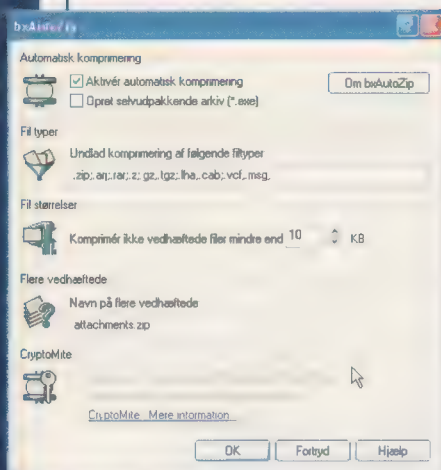 bxAutoZip
Automatisk komprimering
Aktivér automatisk komprimering
Om bxAutoZip
Opret selvudpakkende arkiv (*.exe)
Fil typer
Undlad komprimering af følgende filtyper
.zip;.arj;.rar;.z;.gz,.tgz;.lha,.cab;.vcf,.msg,
Fil størrelser
Komprimér ikke vedhæftede filer mindre end 10 KB
Flere vedhæftede
Navn på flere vedhæftede
attachments.zip
CryptoMite
CryptoMite Mere information
OK Fortryd Hjælp